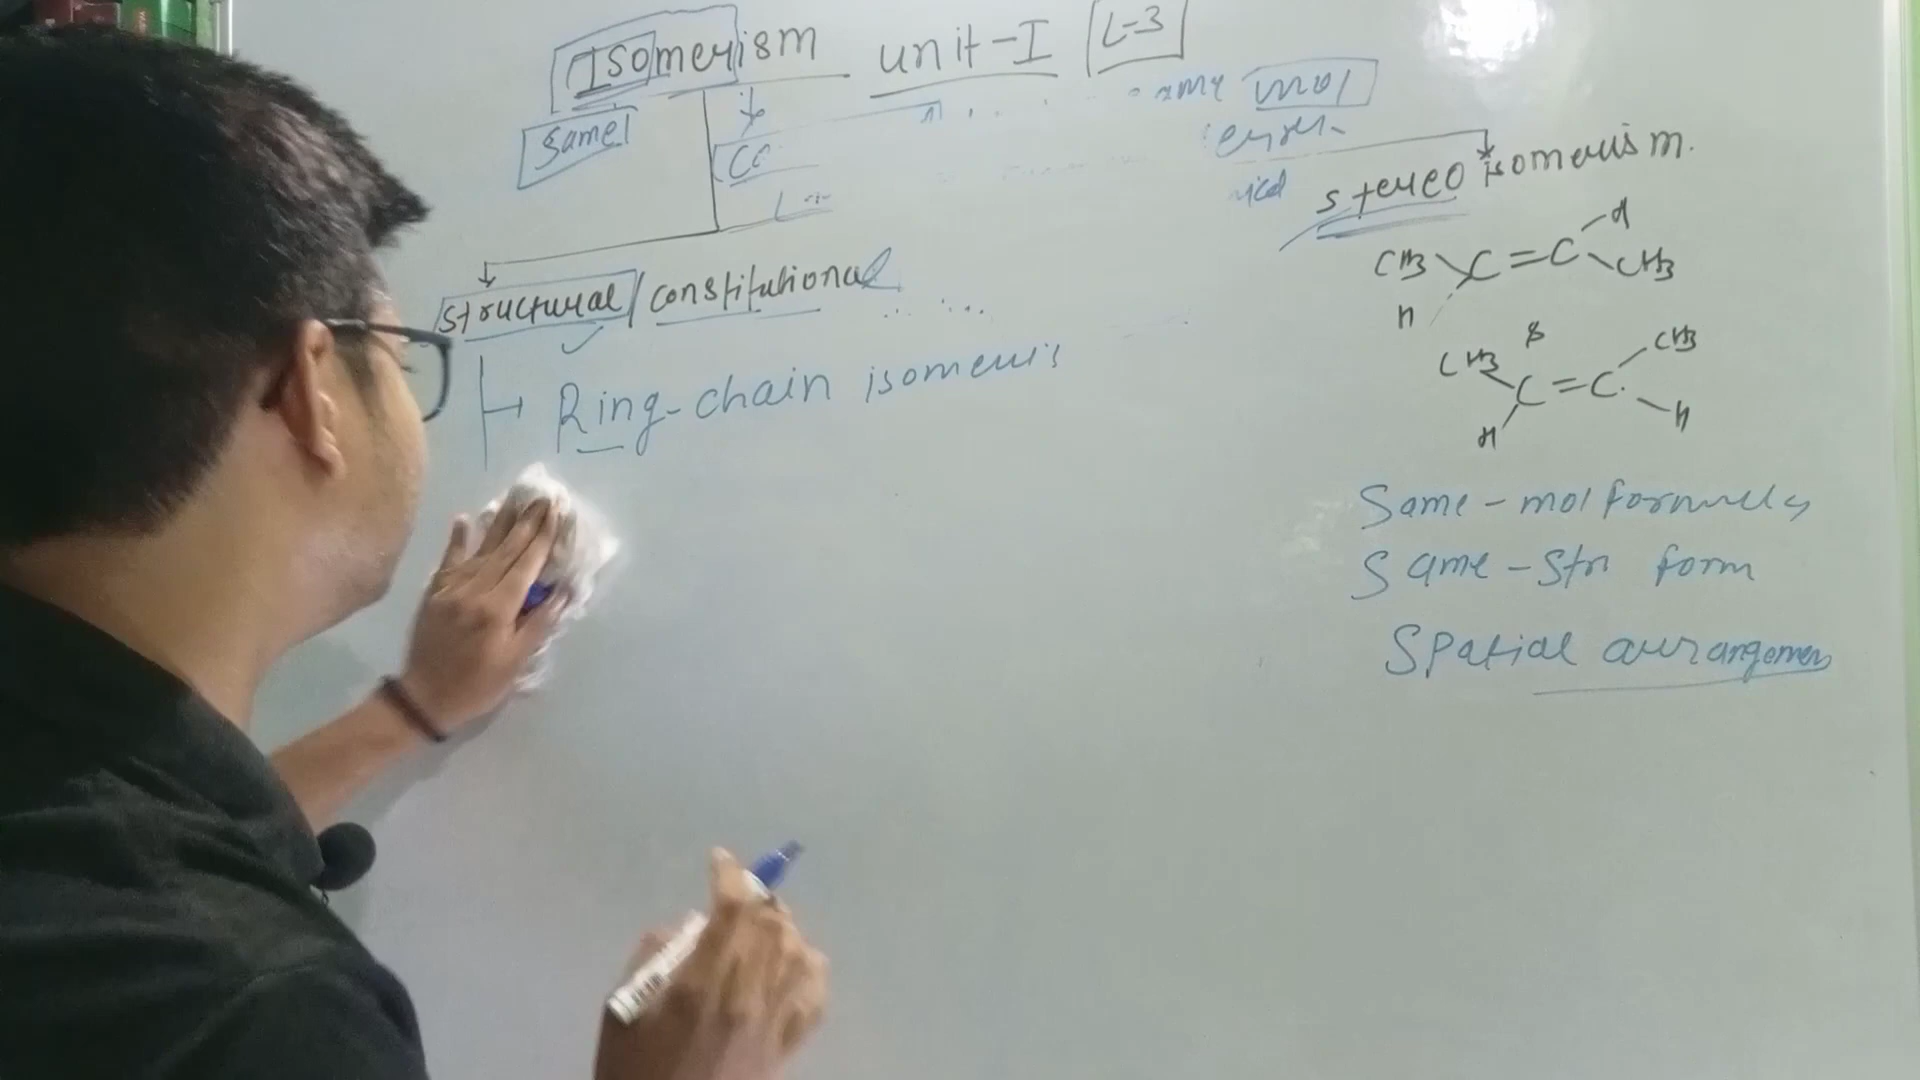 Isomerism unit-I L-3
same mol
CC
structural/constitutional
Ring-chain isomeris
stereo isomerism.
H
CH3 C=C CH3
H
&
CH3 CH3
C=C
H H
Same - mol formula
Same - Str form
Spatial arrangemen